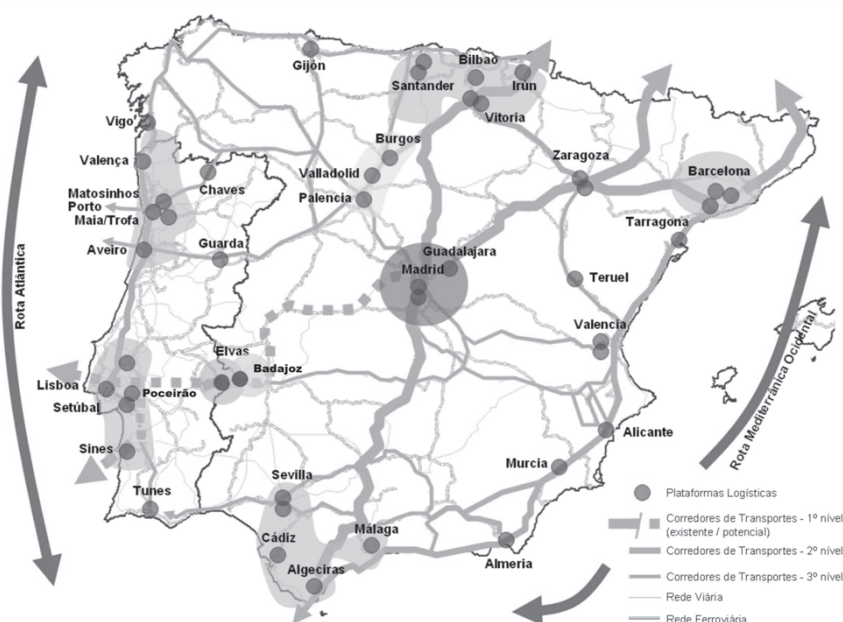 Gijón
Santander
Bilbao
Irun
Vitoria
Vigo
Burgos
Valença
Valladolid
Zaragoza
Barcelona
Chaves
Palencia
Matosinhos
Porto
Maia/Trofa
Tarragona
Aveiro
Guarda
Guadalajara
Madrid
Teruel
Rota Atlântica
Valencia
Rota Mediterrânica Ocidental
Elvas
Badajoz
Lisboa
Poceirão
Setúbal
Alicante
Sines
Murcia
Tunes
Sevilla
Cádiz
Málaga
Almeria
Algeciras
Plataformas Logísticas
Corredores de Transportes - 1º nível
(existente / potencial)
Corredores de Transportes - 2º nível
Corredores de Transportes - 3º nível
Rede Viária
Rede Ferroviária